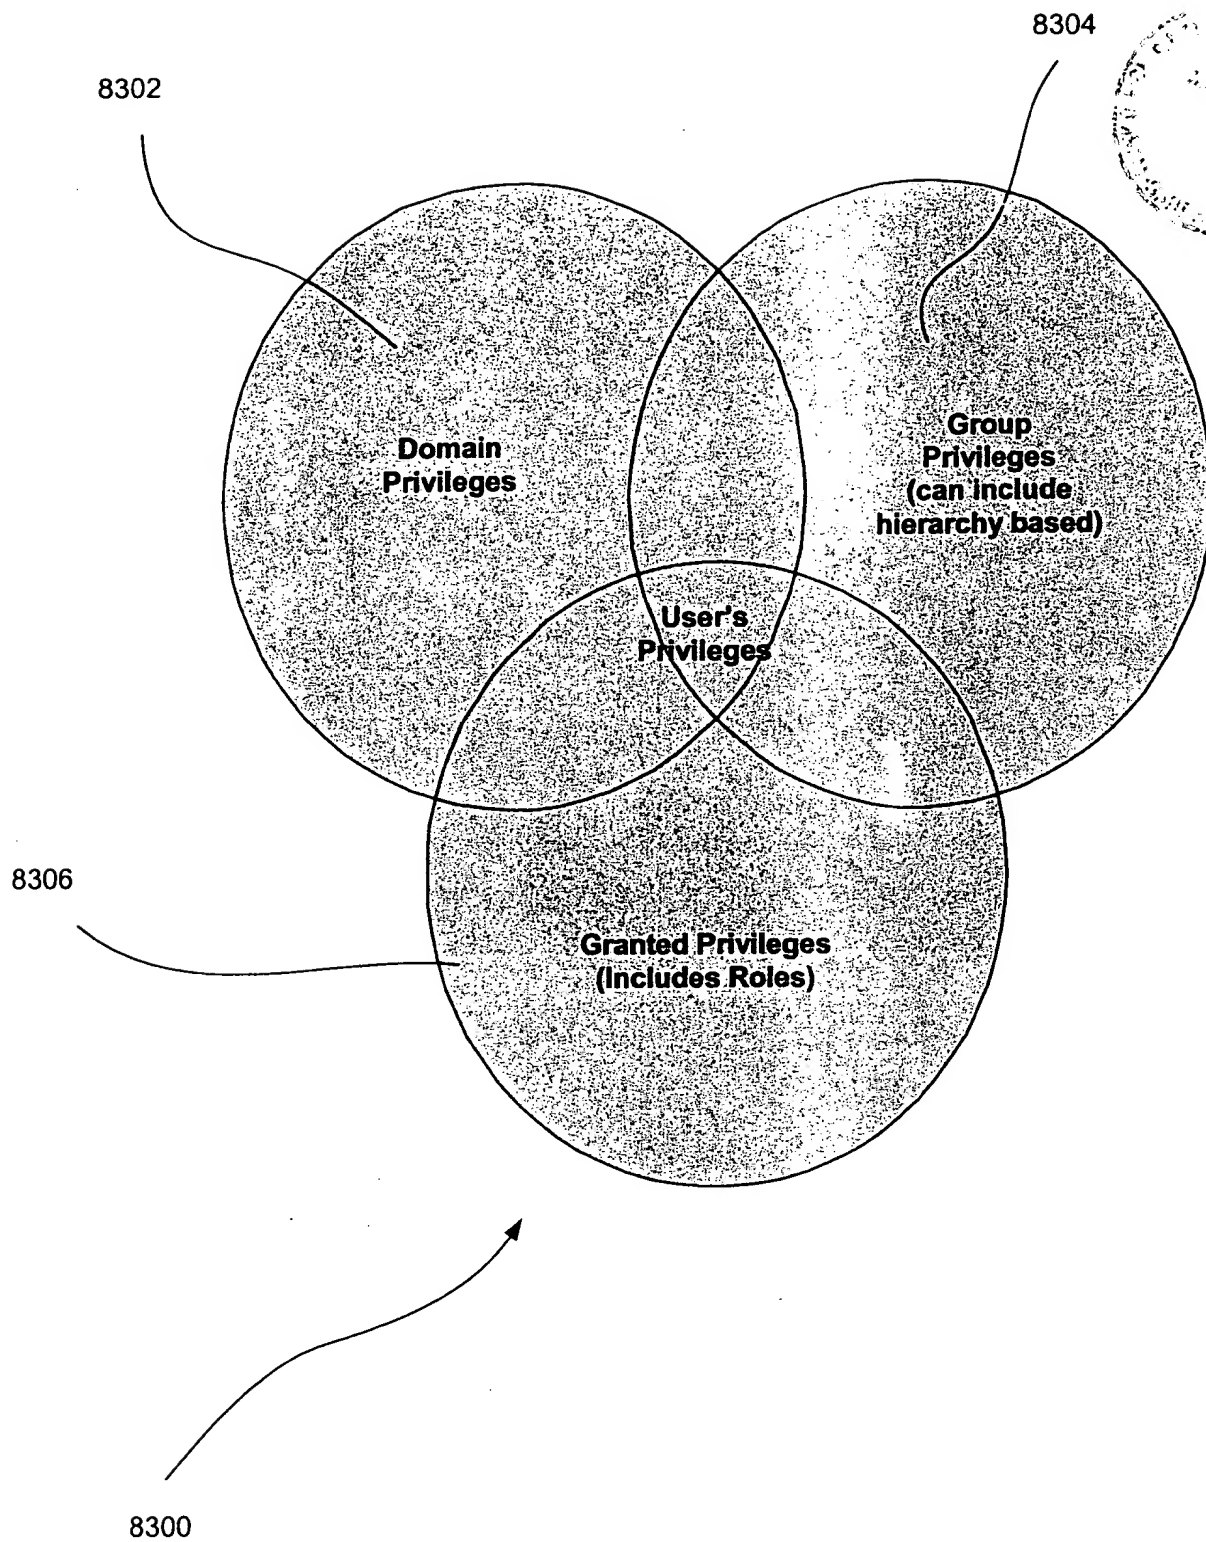 8304
8302
Domain
Privileges
Group
Privileges
(can include
hierarchy based)
User's
Privileges
8306
Granted Privileges
(Includes Roles)
8300